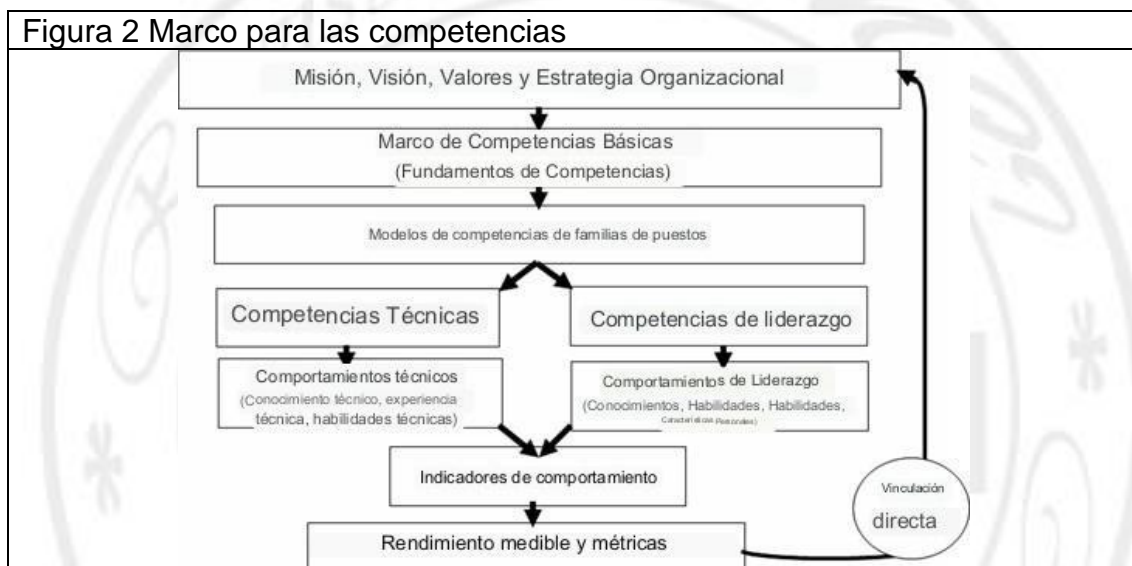 Figura 2 Marco para las competencias
Misión, Visión, Valores y Estrategia Organizacional
Marco de Competencias Básicas
(Fundamentos de Competencias)
Modelos de competencias de familias de puestos
Competencias Técnicas
Competencias de liderazgo
Comportamientos técnicos
(Conocimiento técnico, experiencia
técnica, habilidades técnicas)
Comportamientos de Liderazgo
(Conocimientos, Habilidades, Habilidades,
Características Personales)
Indicadores de comportamiento
Vinculación
directa
Rendimiento medible y métricas